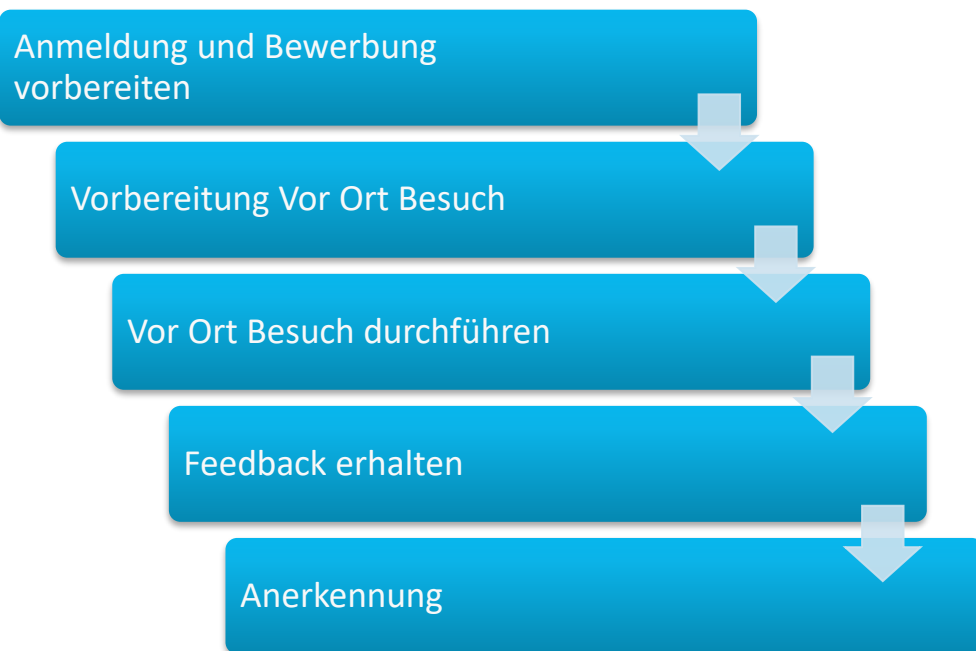 Anmeldung und Bewerbung
vorbereiten
Vorbereitung Vor Ort Besuch
Vor Ort Besuch durchführen
Feedback erhalten
Anerkennung